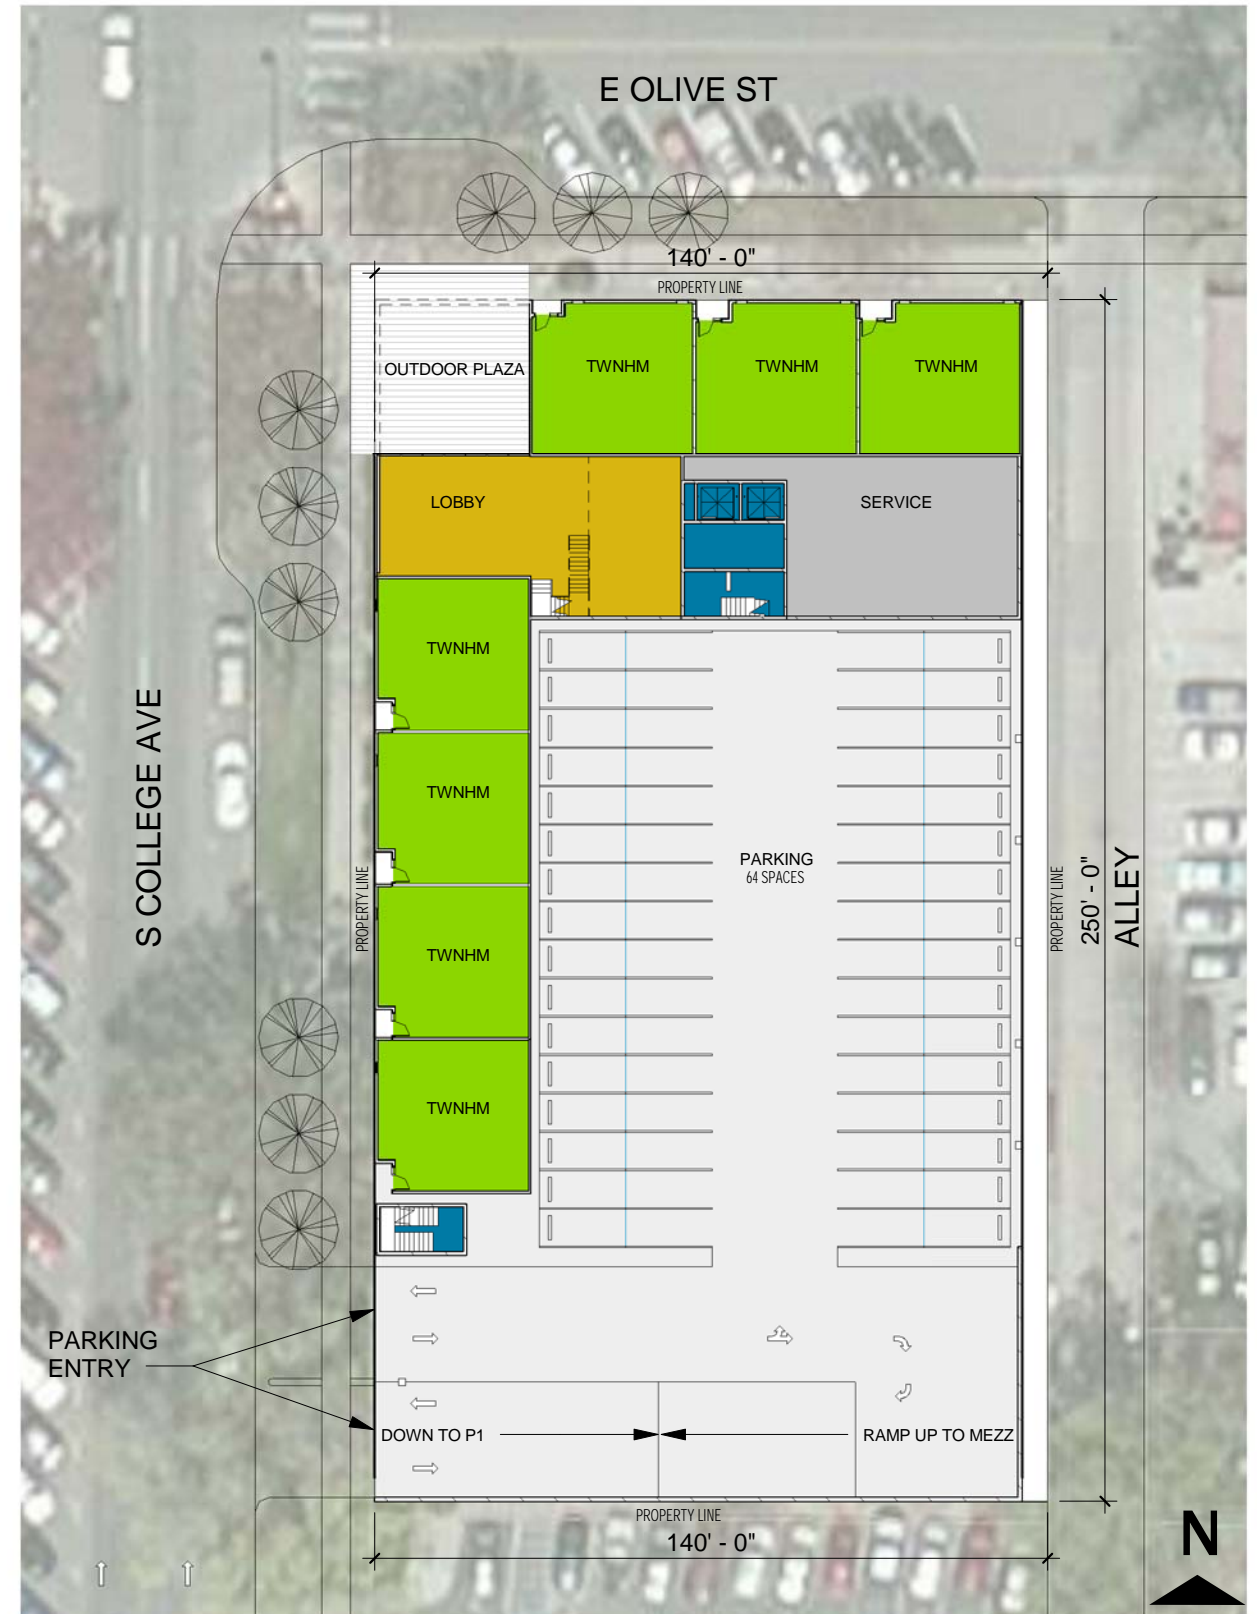 E OLIVE ST
140' - 0"
PROPERTY LINE
OUTDOOR PLAZA
TWNHM
TWNHM
TWNHM
LOBBY
SERVICE
TWNHM
S COLLEGE AVE
TWNHM
PARKING
64 SPACES
PROPERTY LINE
PROPERTY LINE
250' - 0"
ALLEY
TWNHM
TWNHM
PARKING
ENTRY
DOWN TO P1
RAMP UP TO MEZZ
PROPERTY LINE
140' - 0"
N